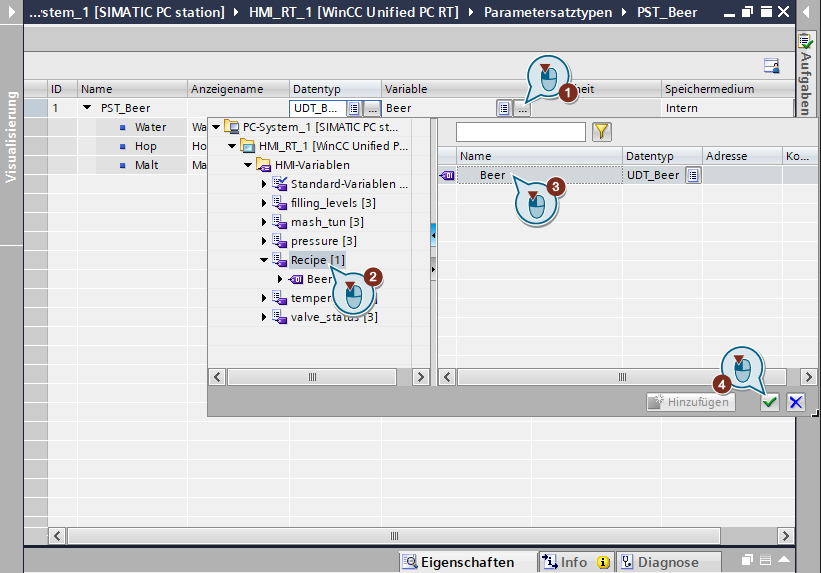 ...stem_1 [SIMATIC PC station] HMI_RT_1 [WinCC Unified PC RT] Parametersatztypen PST_Beer
ID Name Anzeigename Datentyp Variable heit Speichermedium
1 PST_Beer UDT_B... ... Beer ... Intern
1
Water Wa
Hop Ho
Malt Ma
PC-System_1 [SIMATIC PC st...
HMI_RT_1 [WinCC Unified P...
HMI-Variablen
Standard-Variablen ...
filling_levels [3]
mash_tun [3]
pressure [3]
Recipe [1]
Beer
2
temper
valve_status [3]
Name Datentyp Adresse Ko...
Beer UDT_Beer
3
4
Hinzufügen
Visualisierung
Aufgaben
Eigenschaften Info Diagnose